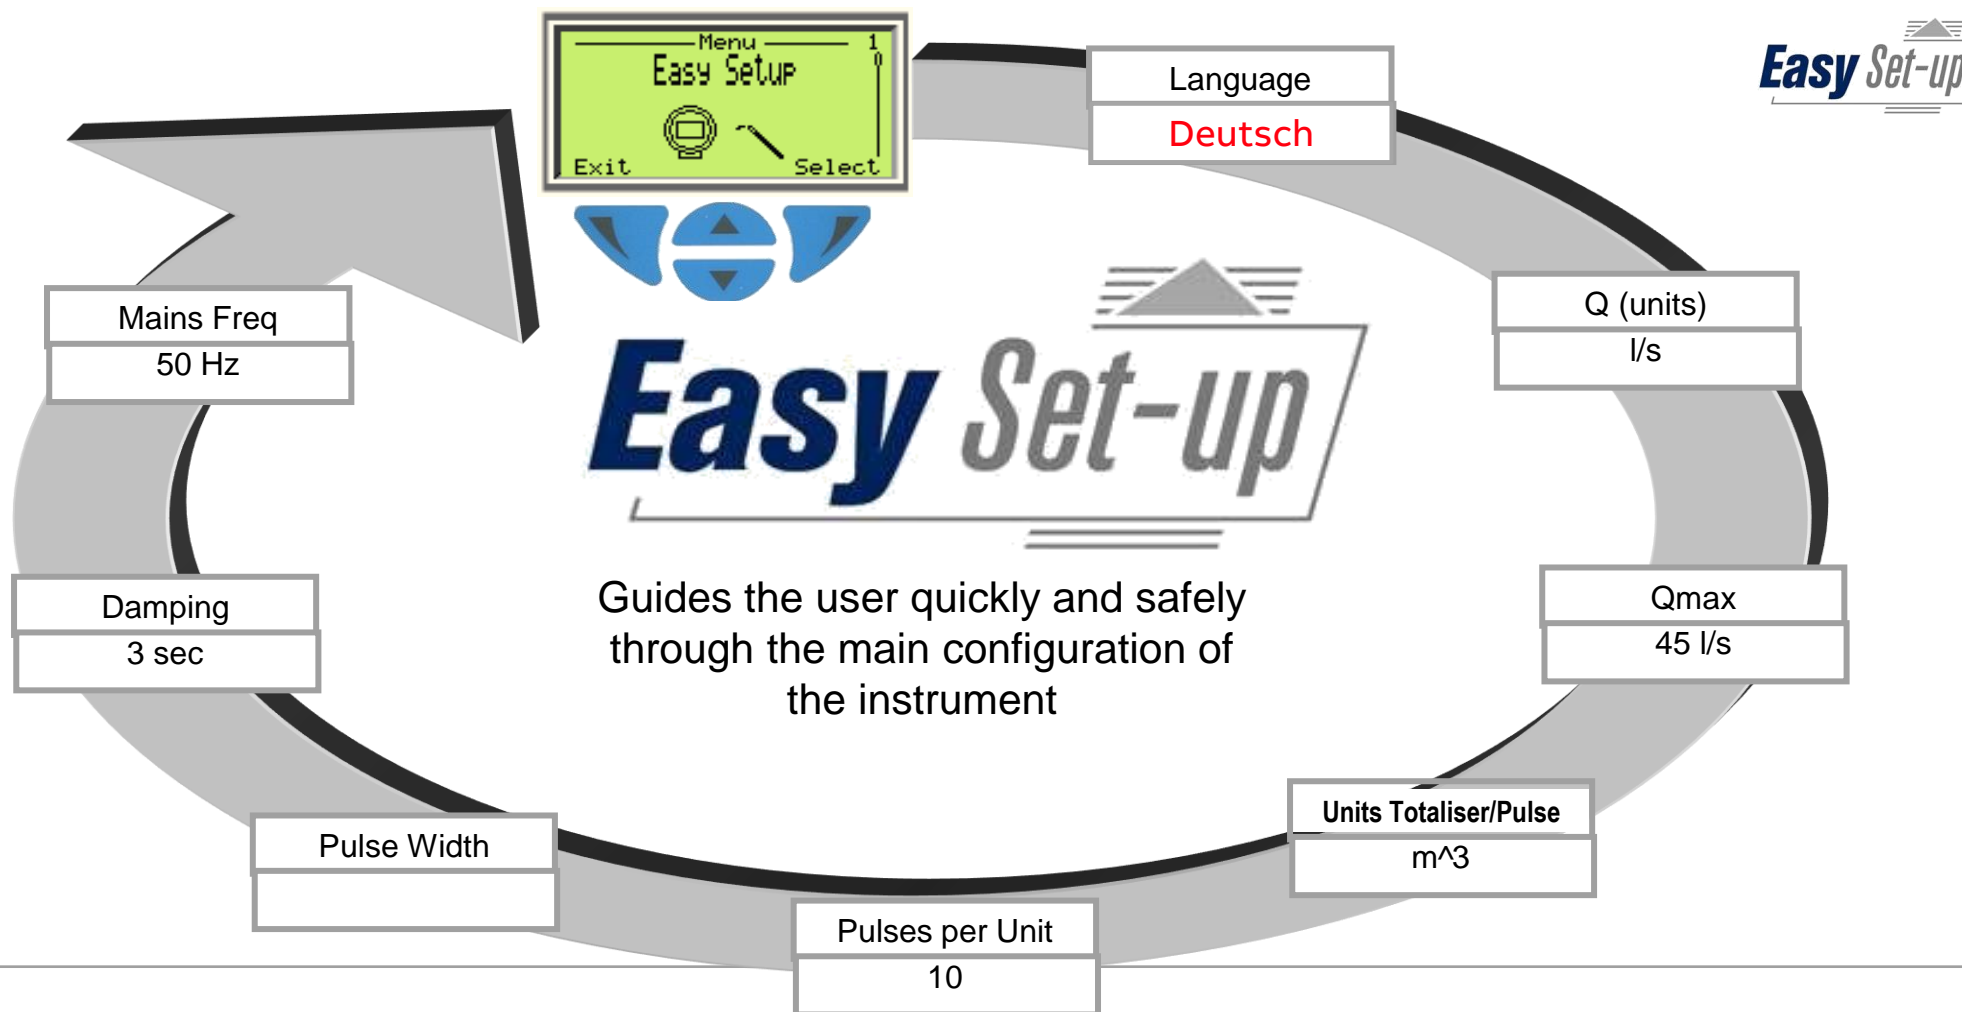 Menu 1
Easy Setup
Exit Select
Easy Set-up
Language
Deutsch
Q (units)
l/s
Qmax
45 l/s
Units Totaliser/Pulse
m^3
Pulses per Unit
10
Pulse Width
Damping
3 sec
Mains Freq
50 Hz
Easy Set-up
Guides the user quickly and safely
through the main configuration of
the instrument